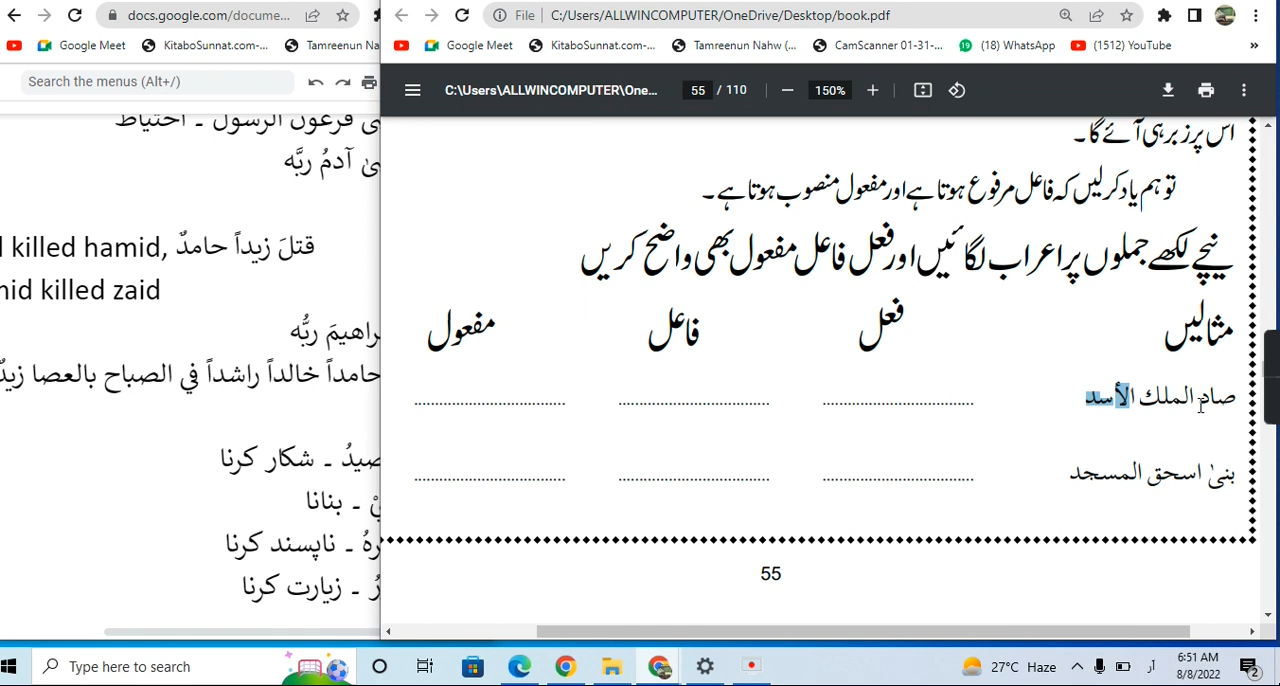 docs.google.com/docume...
Google Meet
KitaboSunnat.com-...
Tamreenun Na
Search the menus (Alt+/)
فرعون الرسول ـ احتیاط
آدمُ ربَّه
killed hamid, قتلَ زيداً حامدٌ
killed zaid
ربُّه
حامداً خالداً راشداً في الصباح بالعصا
ـ شکار کرنا
ـ بنانا
ـ ناپسند کرنا
ـ زیارت کرنا
File
C:/Users/ALLWINCOMPUTER/OneDrive/Desktop/book.pdf
Google Meet
KitaboSunnat.com-...
Tamreenun Nahw (...
CamScanner 01-31-...
(18) WhatsApp
(1512) YouTube
»
C:\Users\ALLWINCOMPUTER\One...
55 / 110
150%
اس پر زبر ہی آئے گا۔
تو ہم یاد کرلیں کہ فاعل مرفوع ہوتا ہے اور مفعول منصوب ہوتا ہے۔
نیچے لکھے جملوں پر اعراب لگائیں اور فعل فاعل مفعول بھی واضح کریں
مثالیں فعل فاعل مفعول
صاد الملك الأسد .............................. .............................. ..............................
بنىٰ اسحق المسجد .............................. .............................. ..............................
55
Type here to search
27°C Haze
6:51 AM
8/8/2022
2